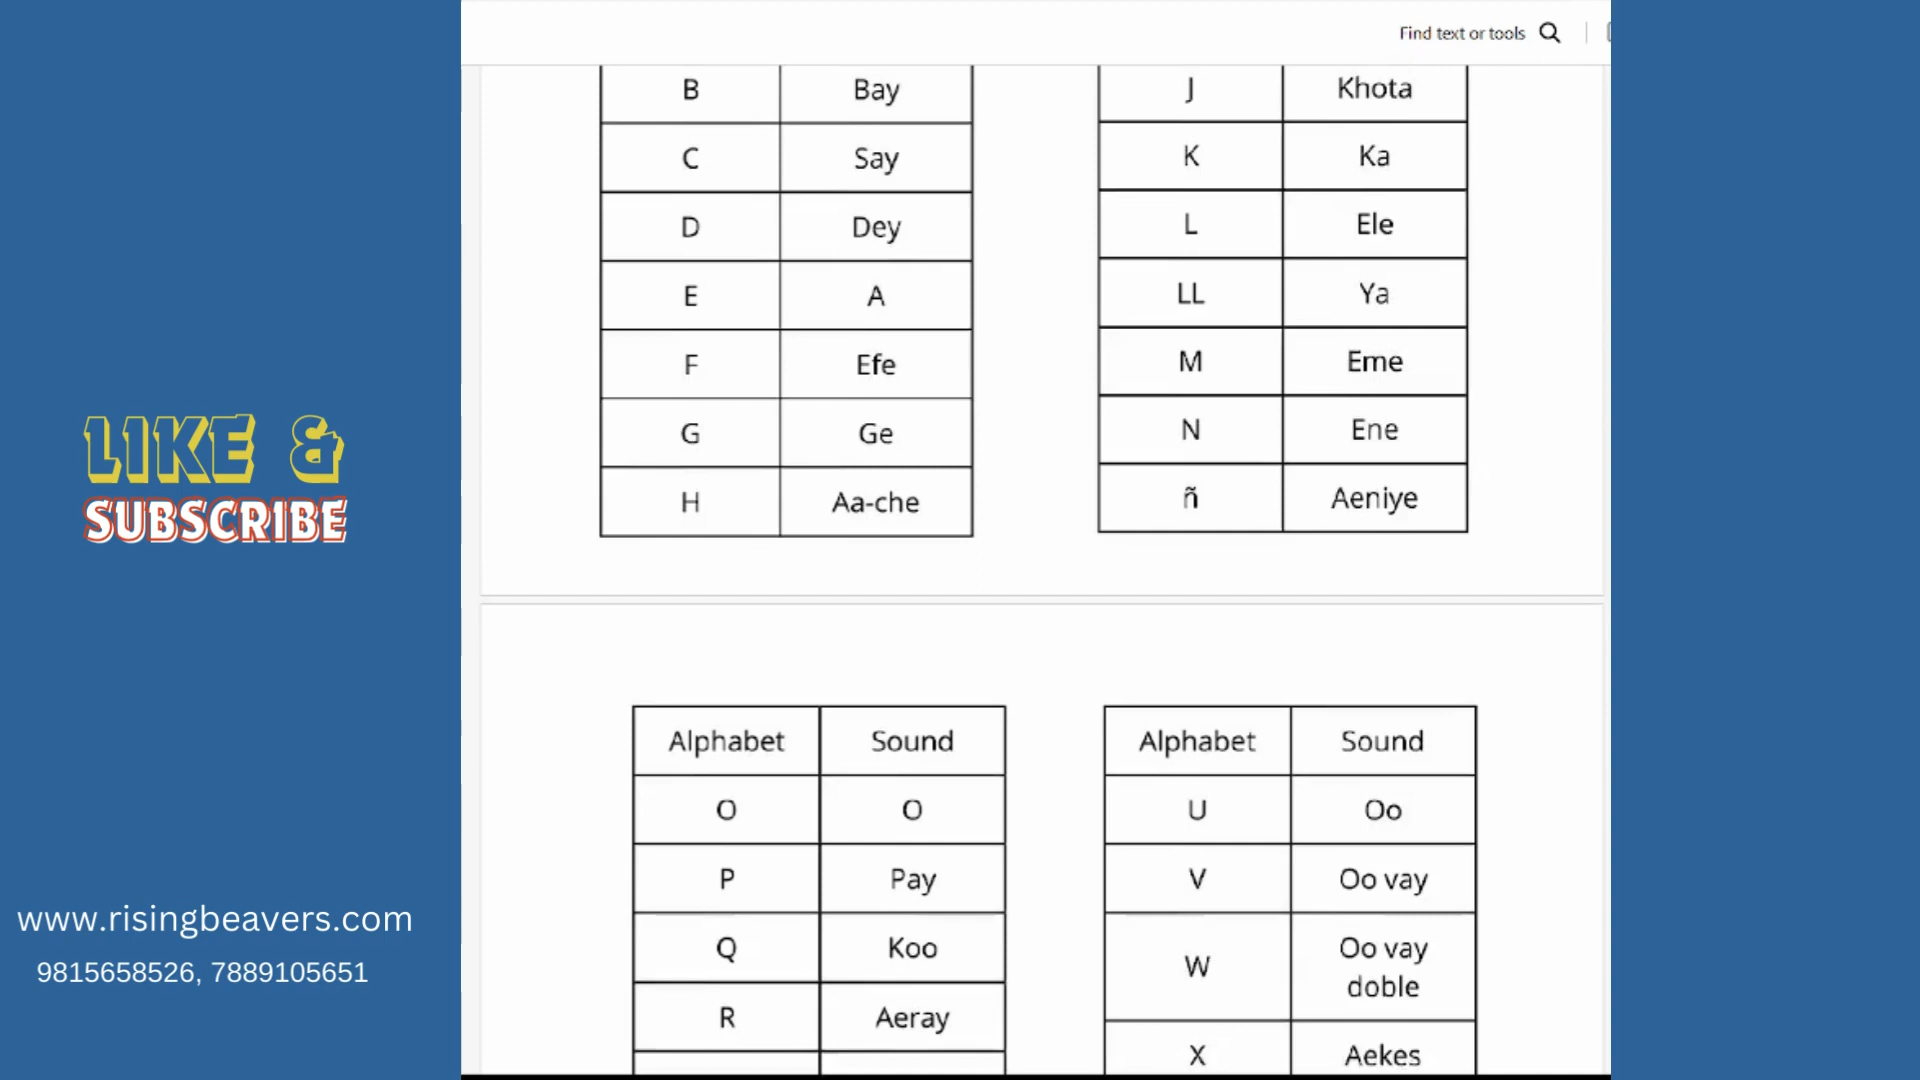 Find text or tools
B Bay
C Say
D Dey
E A
F Efe
G Ge
H Aa-che
J Khota
K Ka
L Ele
LL Ya
M Eme
N Ene
ñ Aeniye
Alphabet Sound
O O
P Pay
Q Koo
R Aeray
Alphabet Sound
U Oo
V Oo vay
W Oo vay
doble
X Aekes
LIKE &
SUBSCRIBE
www.risingbeavers.com
9815658526, 7889105651